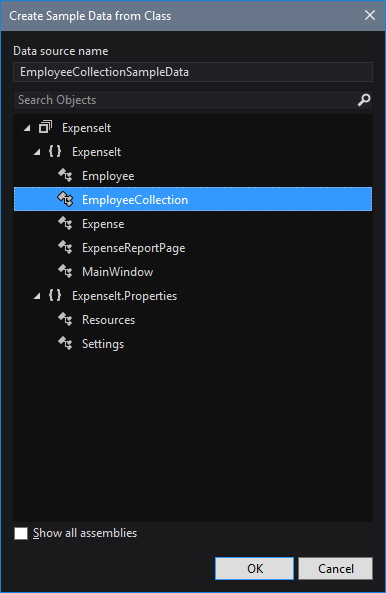 Create Sample Data from Class
Data source name
EmployeeCollectionSampleData
Search Objects
ExpenseIt
{ } ExpenseIt
Employee
EmployeeCollection
Expense
ExpenseReportPage
MainWindow
{ } ExpenseIt.Properties
Resources
Settings
Show all assemblies
OK Cancel